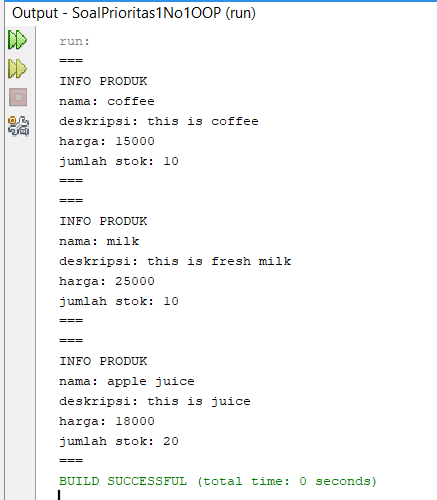 Output - SoalPrioritas1No1OOP (run)
run:
===
INFO PRODUK
nama: coffee
deskripsi: this is coffee
harga: 15000
jumlah stok: 10
===
===
INFO PRODUK
nama: milk
deskripsi: this is fresh milk
harga: 25000
jumlah stok: 10
===
===
INFO PRODUK
nama: apple juice
deskripsi: this is juice
harga: 18000
jumlah stok: 20
===
BUILD SUCCESSFUL (total time: 0 seconds)